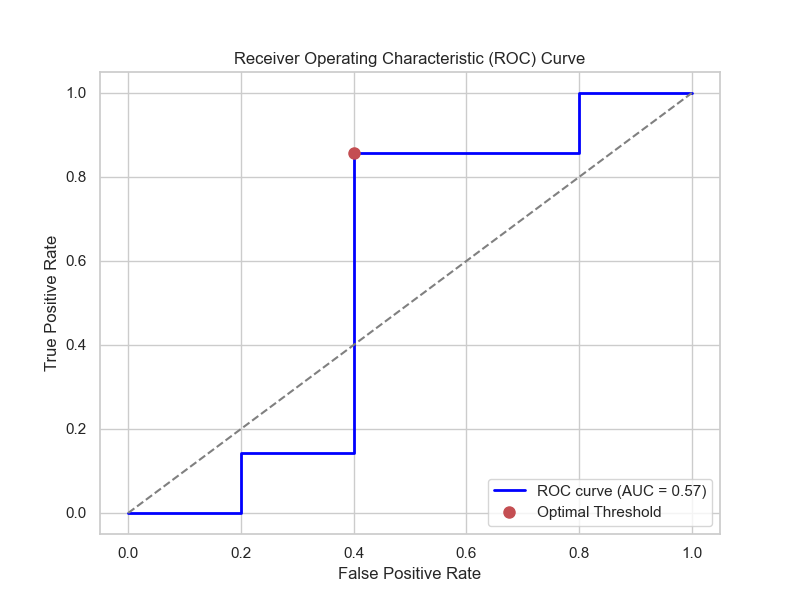 Receiver Operating Characteristic (ROC) Curve
1.0
0.8
0.6
0.4
0.2
0.0
True Positive Rate
0.0 0.2 0.4 0.6 0.8 1.0
False Positive Rate
ROC curve (AUC = 0.57)
Optimal Threshold